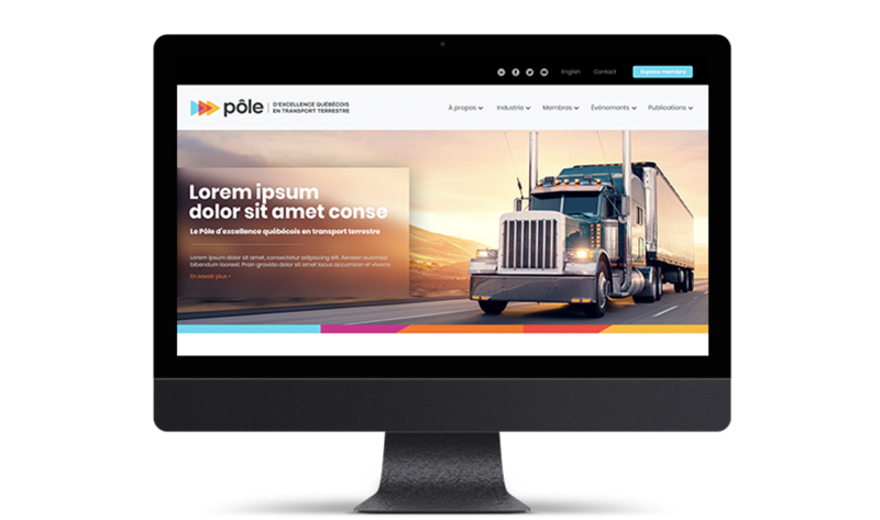 English Contact Espace membre
pôle D'EXCELLENCE QUÉBÉCOIS
EN TRANSPORT TERRESTRE
À propos Industrie Membres Événements Publications
Lorem ipsum
dolor sit amet conse
Le Pôle d'excellence québécois en transport terrestre
Lorem ipsum dolor sit amet, consectetur adipiscing elit. Aenean euismod
bibendum laoreet. Proin gravida dolor sit amet lacus accumsan et viverra
En savoir plus